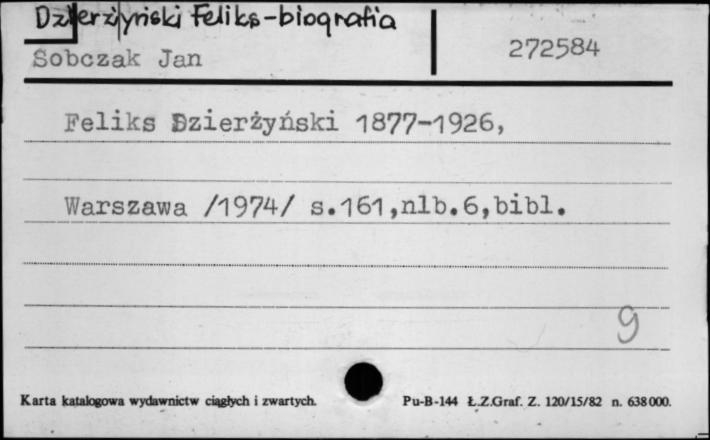 Dzierżyński Feliks-biografia
Sobczak Jan
272584
Feliks Dzierżyński 1877-1926,
Warszawa /1974/ s.161,nlb.6,bibl.
9
Karta katalogowa wydawnictw ciągłych i zwartych.
Pu-B-144 Ł.Z.Graf. Z. 120/15/82 n. 638000.